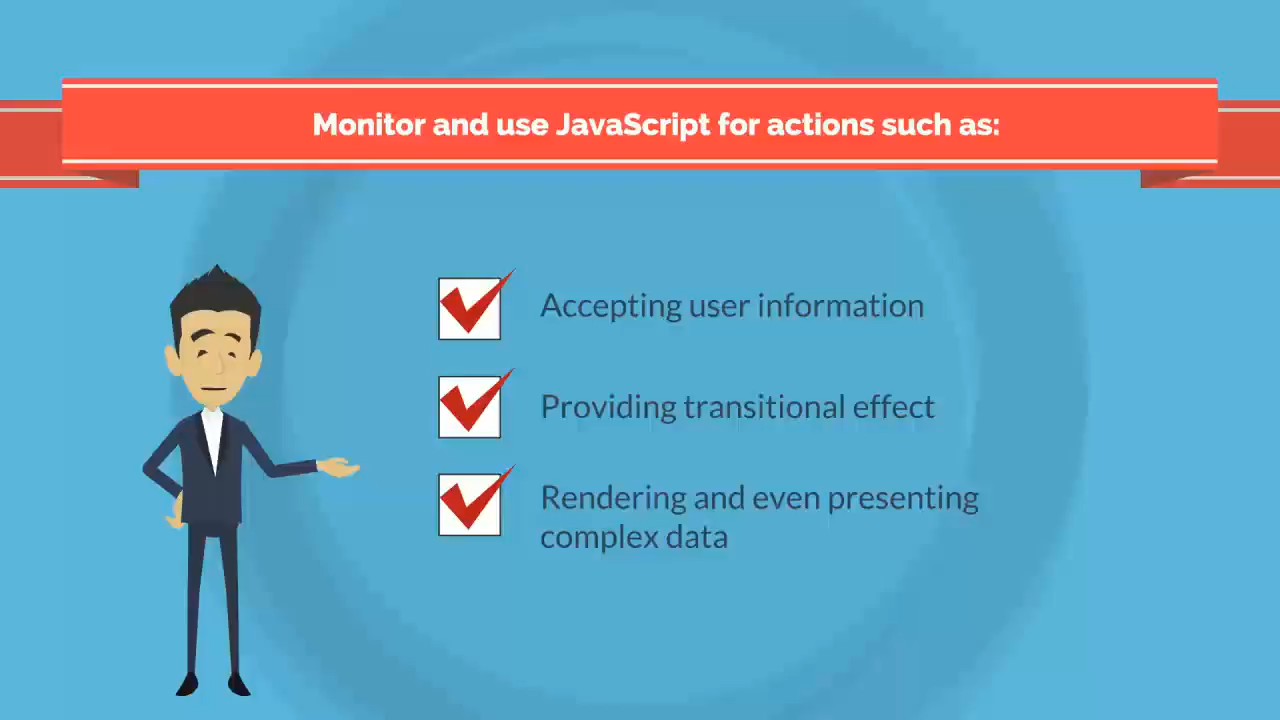 Monitor and use JavaScript for actions such as:
Accepting user information
Providing transitional effect
Rendering and even presenting
complex data